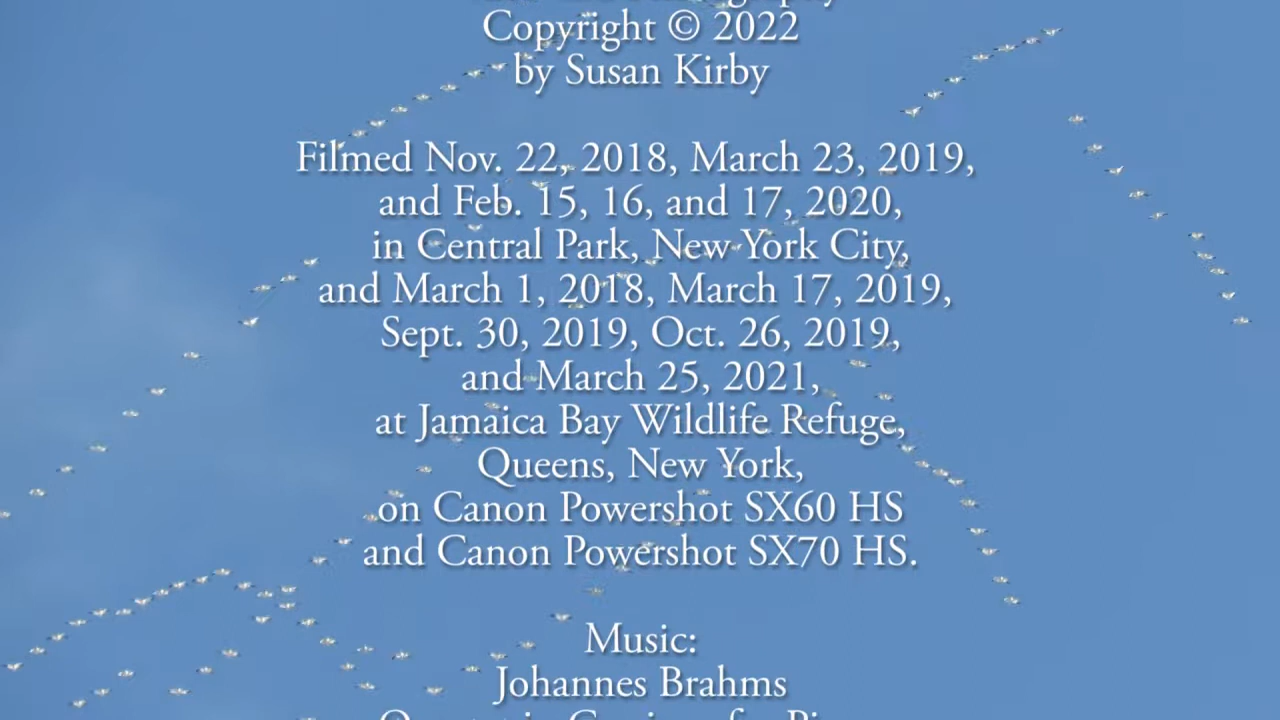 Copyright © 2022
by Susan Kirby
Filmed Nov. 22, 2018, March 23, 2019,
and Feb. 15, 16, and 17, 2020,
in Central Park, New York City,
and March 1, 2018, March 17, 2019,
Sept. 30, 2019, Oct. 26, 2019,
and March 25, 2021,
at Jamaica Bay Wildlife Refuge,
Queens, New York,
on Canon Powershot SX60 HS
and Canon Powershot SX70 HS.
Music:
Johannes Brahms